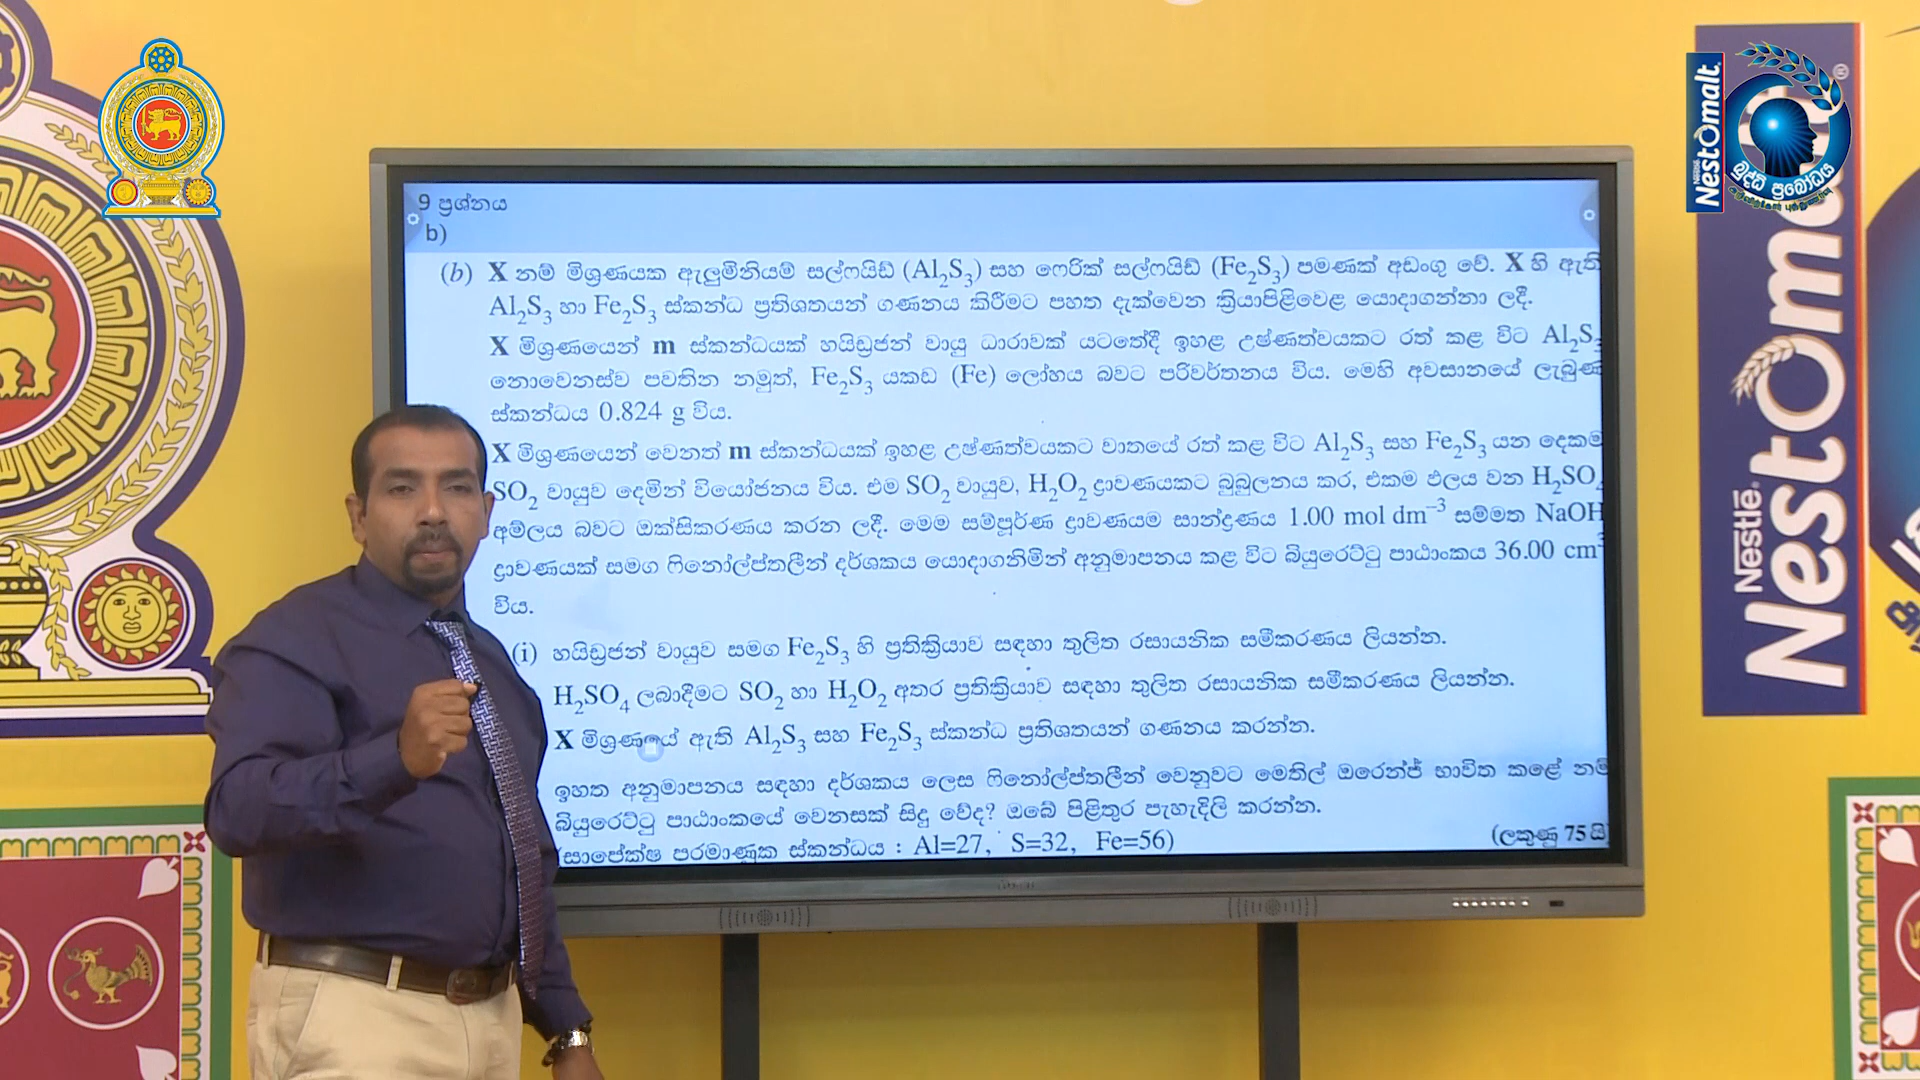 9 ප්‍රශ්නය
b)
(b) X නම් මිශ්‍රණයක ඇලුමිනියම් සල්ෆයිඩ් (Al₂S₃) සහ ෆෙරික් සල්ෆයිඩ් (Fe₂S₃) පමණක් අඩංගු වේ. X හි ඇති
Al₂S₃ හා Fe₂S₃ ස්කන්ධ ප්‍රතිශතයන් ගණනය කිරීමට පහත දැක්වෙන ක්‍රියාපිළිවෙළ යොදාගන්නා ලදී.
X මිශ්‍රණයෙන් m ස්කන්ධයක් හයිඩ්‍රජන් වායු ධාරාවක් යටතේදී ඉහළ උෂ්ණත්වයකට රත් කළ විට Al₂S₃
නොවෙනස්ව පවතින නමුත්, Fe₂S₃ යකඩ (Fe) ලෝහය බවට පරිවර්තනය විය. මෙහි අවසානයේ ලැබුණ
ස්කන්ධය 0.824 g විය.
X මිශ්‍රණයෙන් වෙනත් m ස්කන්ධයක් ඉහළ උෂ්ණත්වයකට වාතයේ රත් කළ විට Al₂S₃ සහ Fe₂S₃ යන දෙකම
SO₂ වායුව දෙමින් වියෝජනය විය. එම SO₂ වායුව, H₂O₂ ද්‍රාවණයකට බුබුලනය කර, එකම ඵලය වන H₂SO₄
අම්ලය බවට ඔක්සිකරණය කරන ලදී. මෙම සම්පූර්ණ ද්‍රාවණයම සාන්ද්‍රණය 1.00 mol dm⁻³ සම්මත NaOH
ද්‍රාවණයක් සමග ෆිනෝල්ප්තලීන් දර්ශකය යොදාගනිමින් අනුමාපනය කළ විට බියුරෙට්ටු පාඨාංකය 36.00 cm³
විය.
(i) හයිඩ්‍රජන් වායුව සමග Fe₂S₃ හි ප්‍රතික්‍රියාව සඳහා තුලිත රසායනික සමීකරණය ලියන්න.
H₂SO₄ ලබාදීමට SO₂ හා H₂O₂ අතර ප්‍රතික්‍රියාව සඳහා තුලිත රසායනික සමීකරණය ලියන්න.
X මිශ්‍රණයේ ඇති Al₂S₃ සහ Fe₂S₃ ස්කන්ධ ප්‍රතිශතයන් ගණනය කරන්න.
ඉහත අනුමාපනය සඳහා දර්ශකය ලෙස ෆිනෝල්ප්තලීන් වෙනුවට මෙතිල් ඔරේන්ජ් භාවිත කළේ නම්
බියුරෙට්ටු පාඨාංකයේ වෙනසක් සිදු වේද? ඔබේ පිළිතුර පැහැදිලි කරන්න.
(සාපේක්ෂ පරමාණුක ස්කන්ධය : Al=27, S=32, Fe=56)
(ලකුණු 75 යි
Nestlé
Nestomalt
බුද්ධි ප්‍රබෝධය
Nestlé
Nestomalt